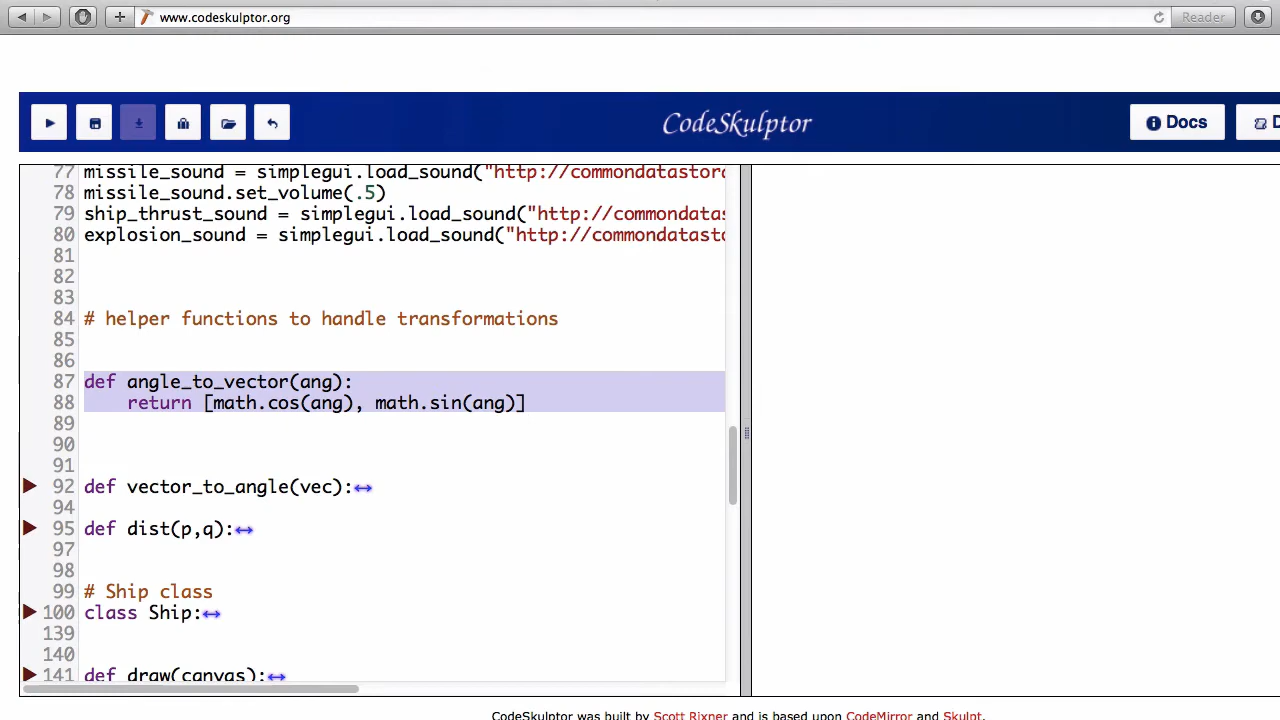 www.codeskulptor.org
Reader
CodeSkulptor
Docs
D
77 missile_sound = simplegui.load_sound("http://commondatastora
78 missile_sound.set_volume(.5)
79 ship_thrust_sound = simplegui.load_sound("http://commondatas
80 explosion_sound = simplegui.load_sound("http://commondatasto
81
82
83
84 # helper functions to handle transformations
85
86
87 def angle_to_vector(ang):
88 return [math.cos(ang), math.sin(ang)]
89
90
91
92 def vector_to_angle(vec):
94
95 def dist(p,q):
97
98
99 # Ship class
100 class Ship:
139
140
141 def draw(canvas):
CodeSkulptor was built by Scott Rixner and is based upon CodeMirror and Skulpt.